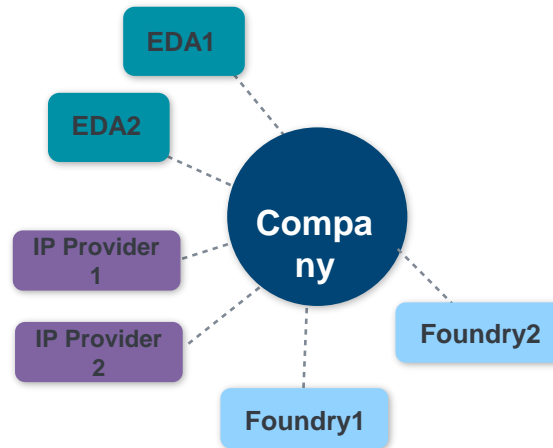 EDA1
EDA2
Compa
ny
IP Provider
1
IP Provider
2
Foundry2
Foundry1